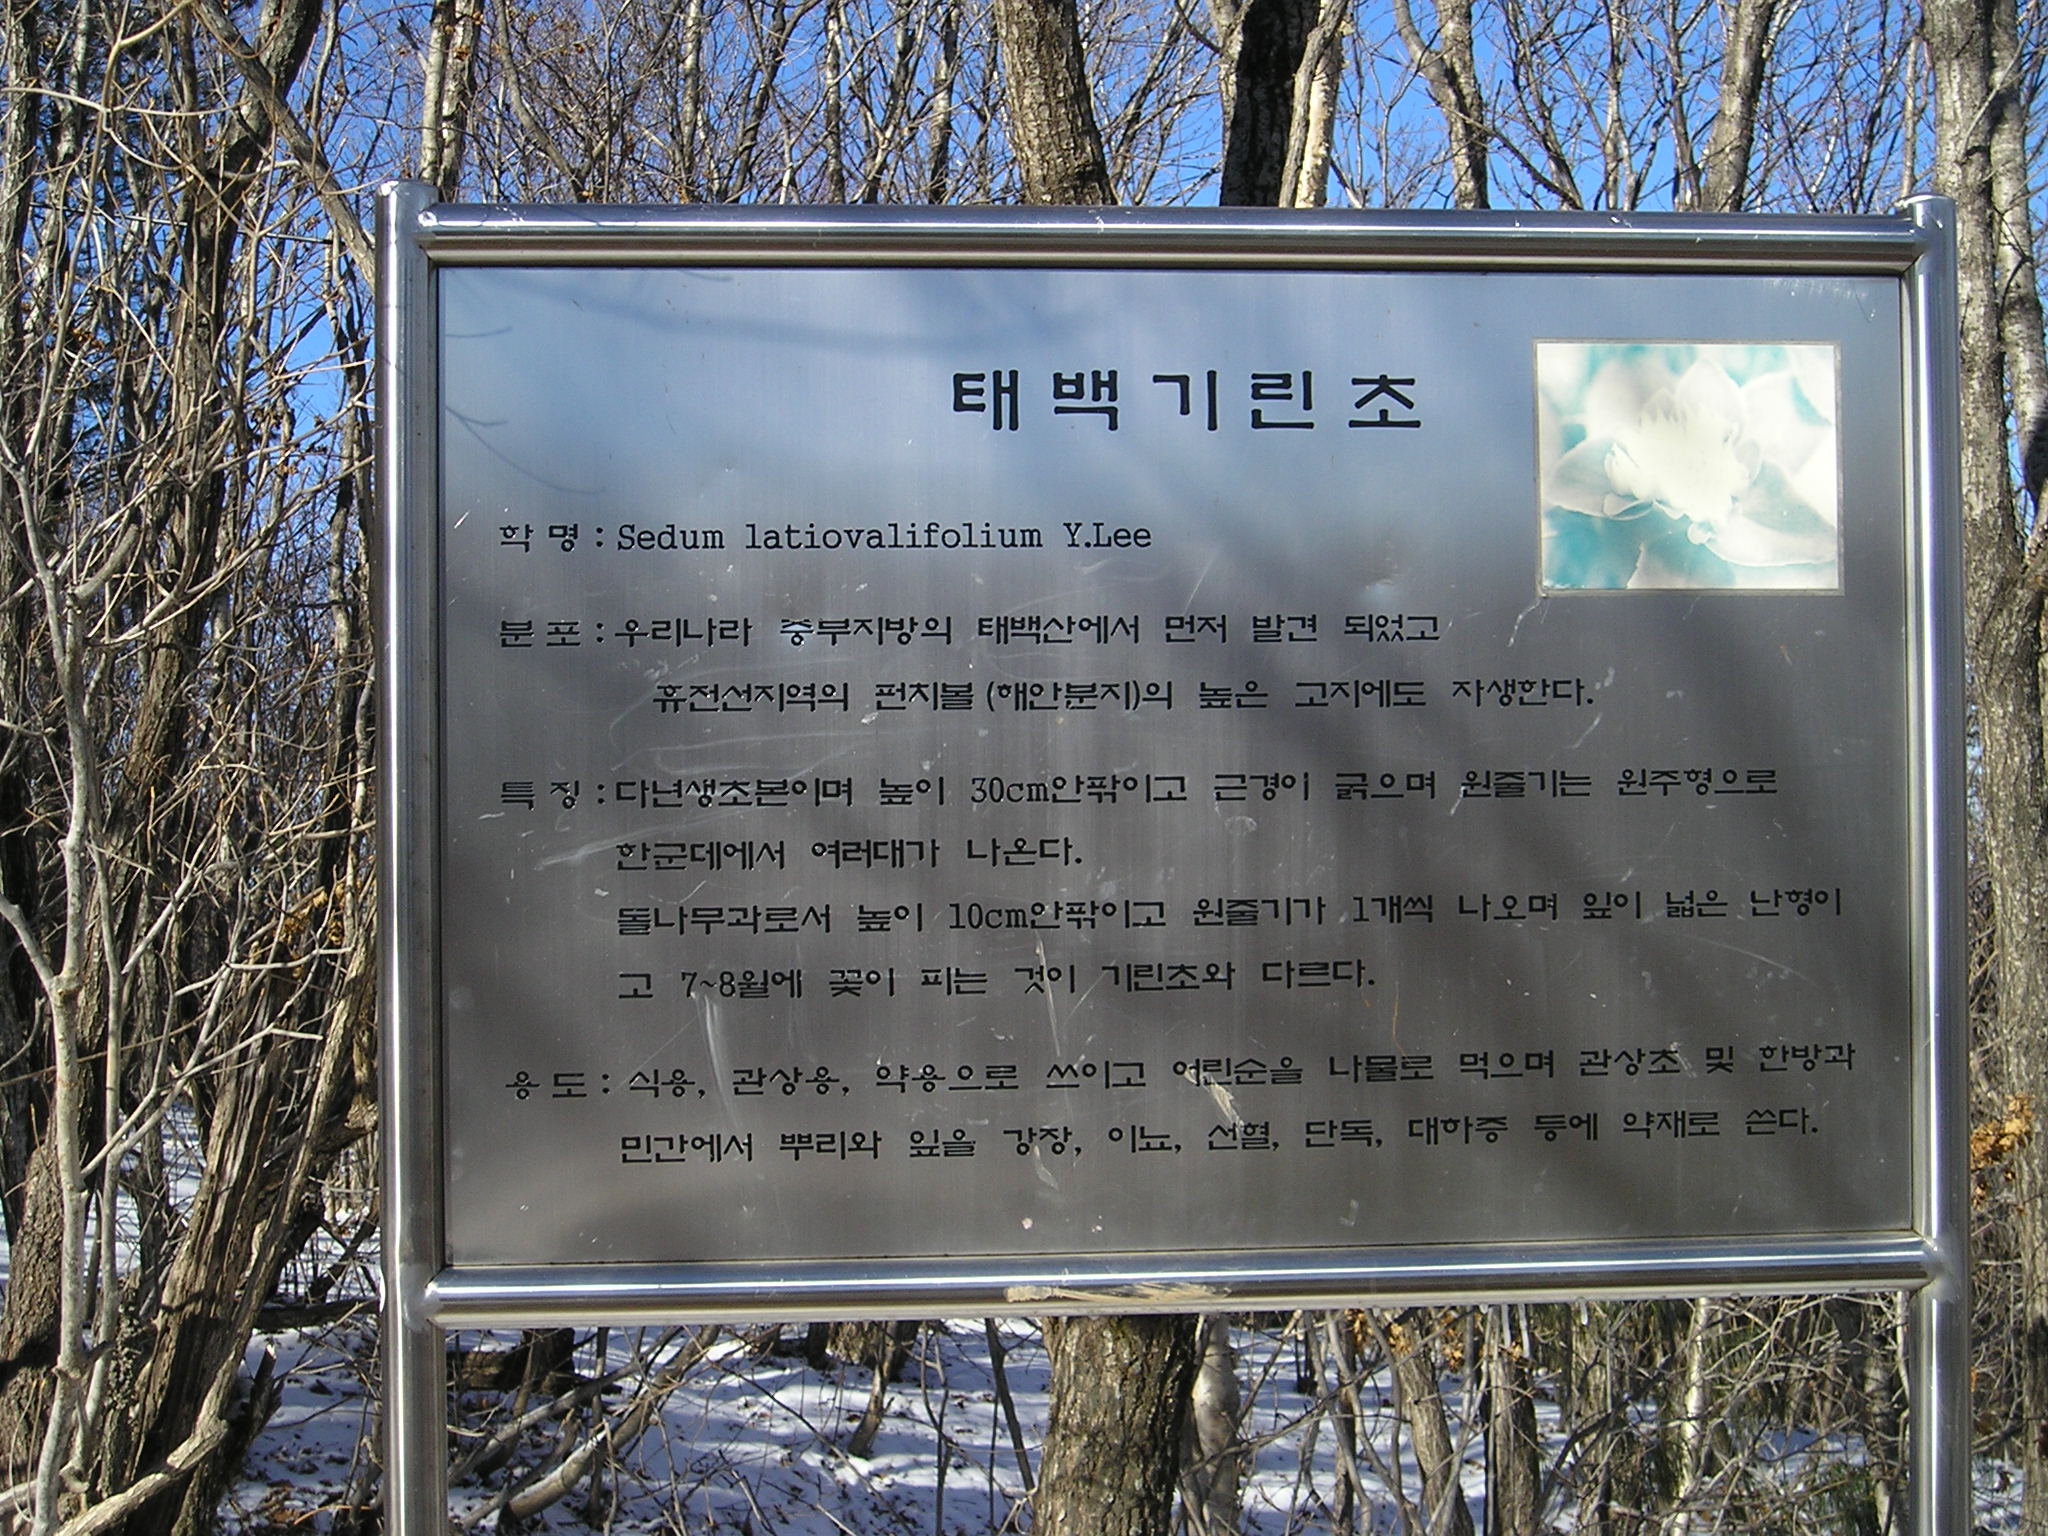 태백기린초
학 명 : Sedum latiovalifolium Y.Lee
분 포 : 우리나라 중부지방의 태백산에서 먼저 발견 되었고
휴전선지역의 펀치볼 (해안분지)의 높은 고지에도 자생한다.
특 징 : 다년생초본이며 높이 30cm안팎이고 근경이 굵으며 원줄기는 원주형으로
한군데에서 여러대가 나온다.
돌나무과로서 높이 10cm안팎이고 원줄기가 1개씩 나오며 잎이 넓은 난형이
고 7~8월에 꽃이 피는 것이 기린초와 다르다.
용 도 : 식용, 관상용, 약용으로 쓰이고 어린순을 나물로 먹으며 관상초 및 한방과
민간에서 뿌리와 잎을 강장, 이뇨, 선혈, 단독, 대하증 등에 약재로 쓴다.